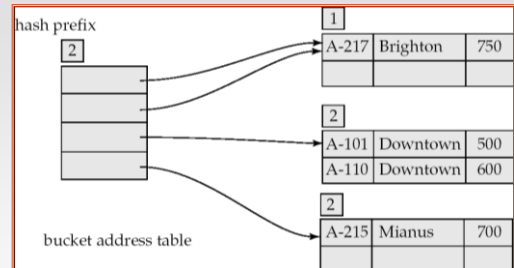 hash prefix
2
1
A-217 Brighton 750
2
A-101 Downtown 500
A-110 Downtown 600
2
A-215 Mianus 700
bucket address table